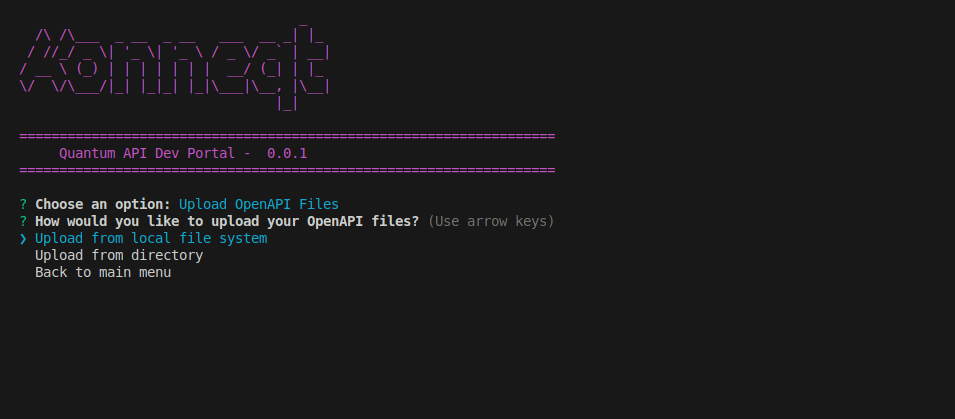 Konneqt
=================================================================== 
Quantum API Dev Portal -  0.0.1
===================================================================
? Choose an option: Upload OpenAPI Files
? How would you like to upload your OpenAPI files? (Use arrow keys)
❯ Upload from local file system
Upload from directory
Back to main menu